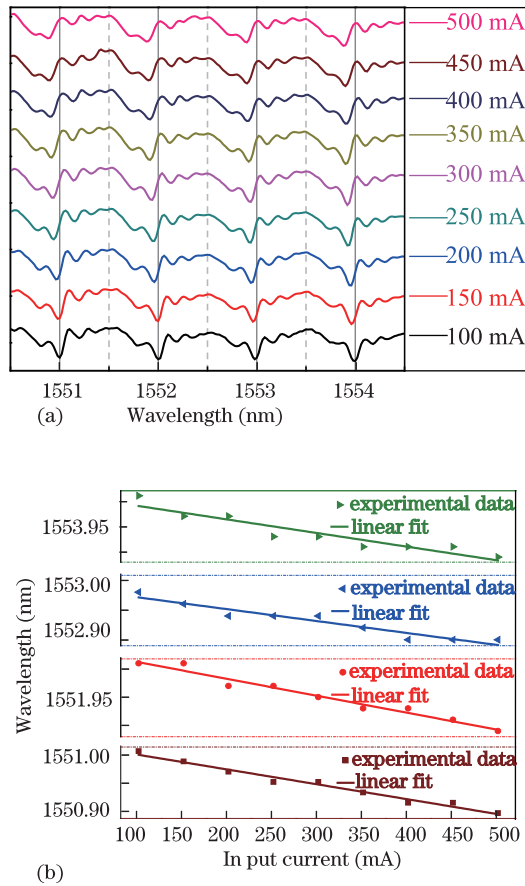 500 mA
450 mA
400 mA
350 mA
300 mA
250 mA
200 mA
150 mA
100 mA
1551 1552 1553 1554
(a) Wavelength (nm)
Wavelength (nm)
1553.95
experimental data
linear fit
1553.00
1552.90
experimental data
linear fit
1551.95
experimental data
linear fit
1551.00
1550.90
experimental data
linear fit
100 150 200 250 300 350 400 450 500
In put current (mA)
(b)